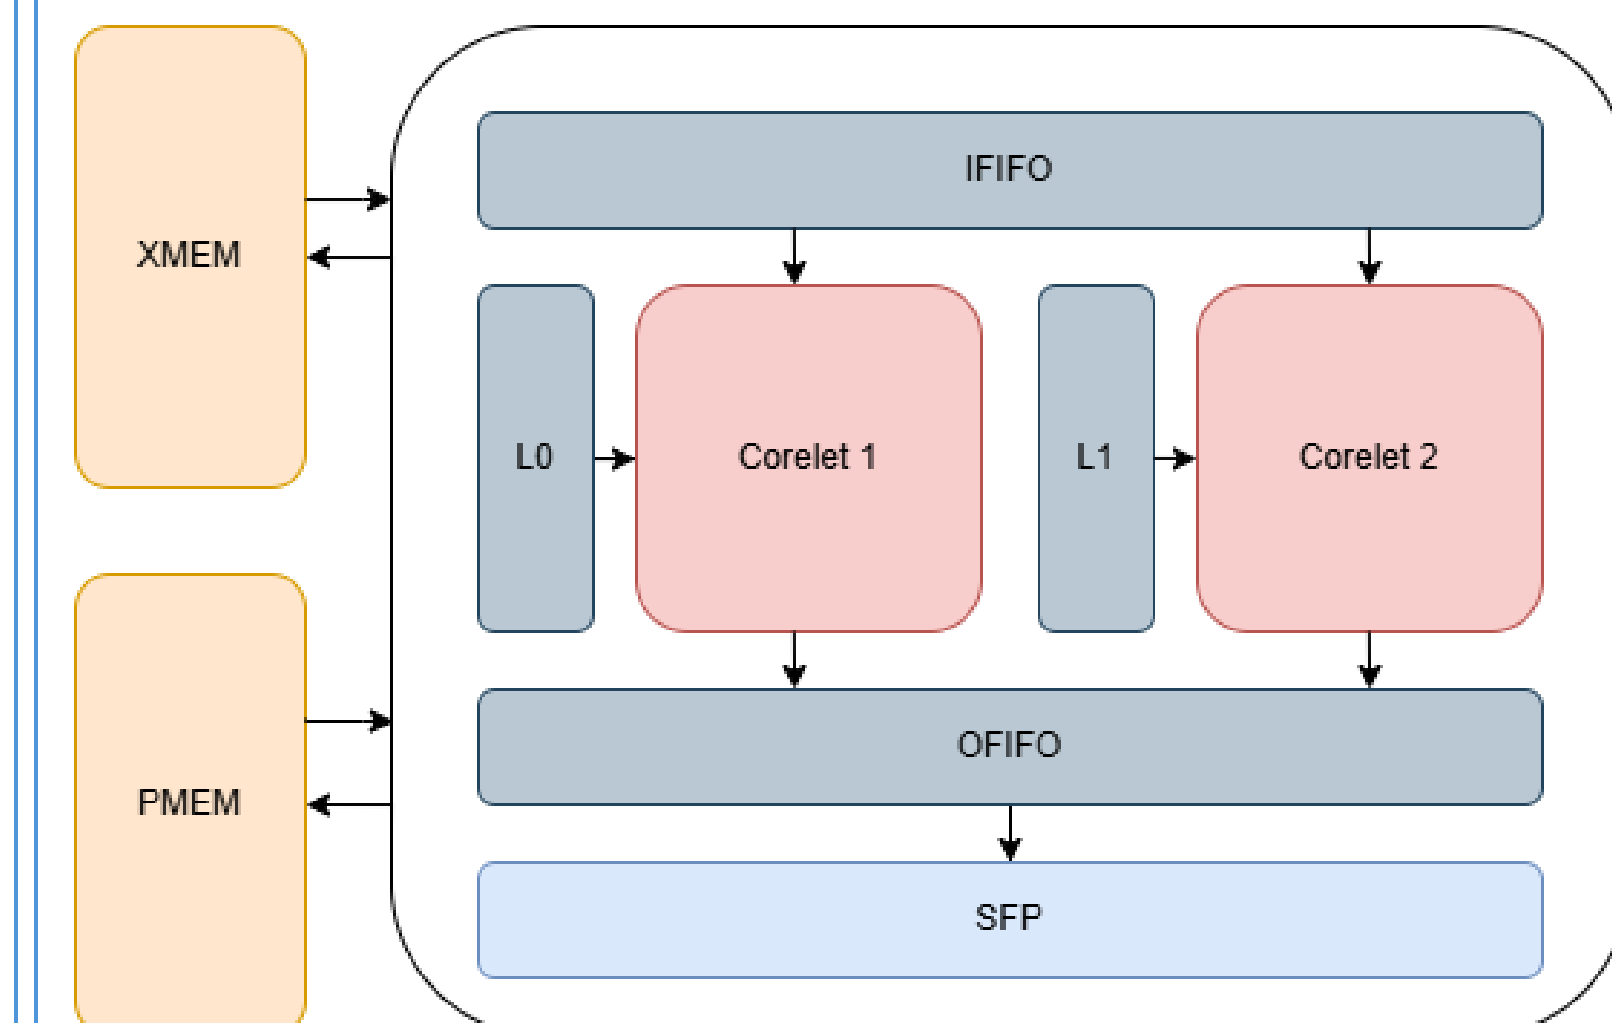 IFIFO
XMEM
L0
Corelet 1
L1
Corelet 2
OFIFO
PMEM
SFP